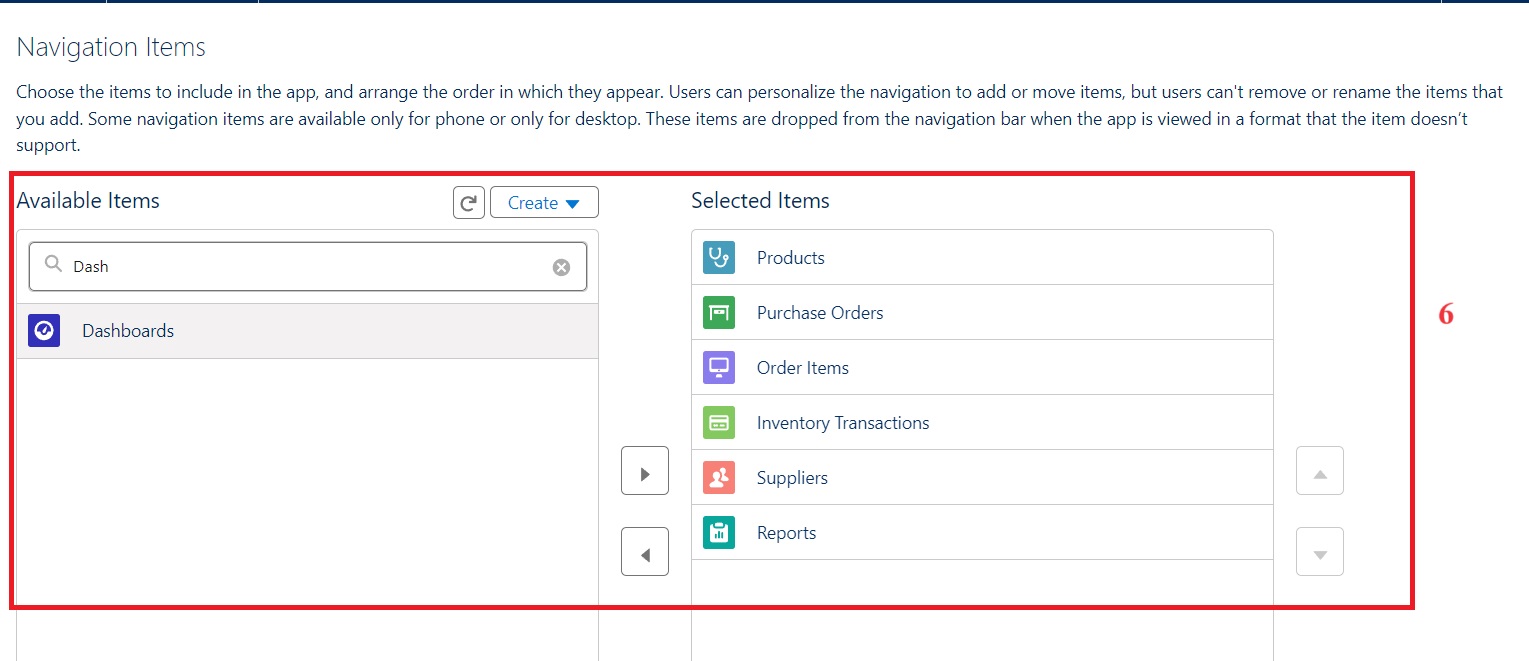 Navigation Items
Choose the items to include in the app, and arrange the order in which they appear. Users can personalize the navigation to add or move items, but users can't remove or rename the items that
you add. Some navigation items are available only for phone or only for desktop. These items are dropped from the navigation bar when the app is viewed in a format that the item doesn’t
support.
Available Items
Create
Dash
Dashboards
Selected Items
Products
Purchase Orders
Order Items
Inventory Transactions
Suppliers
Reports
6